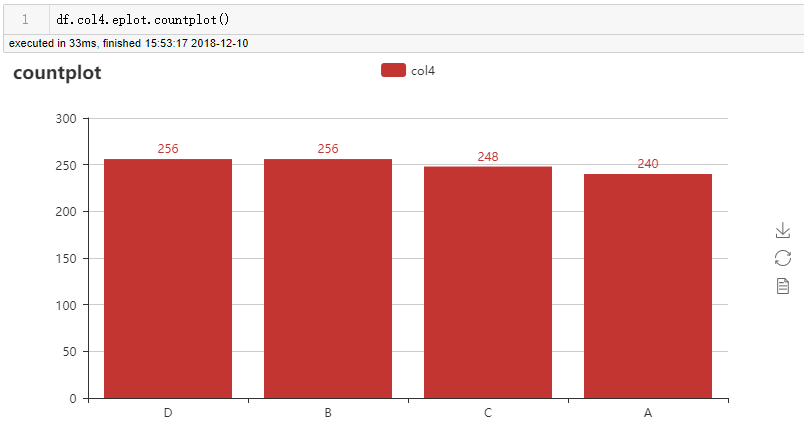 1 df.col4.eplot.countplot()
executed in 33ms, finished 15:53:17 2018-12-10
countplot
col4
300
250
200
150
100
50
0
256
256
248
240
D B C A